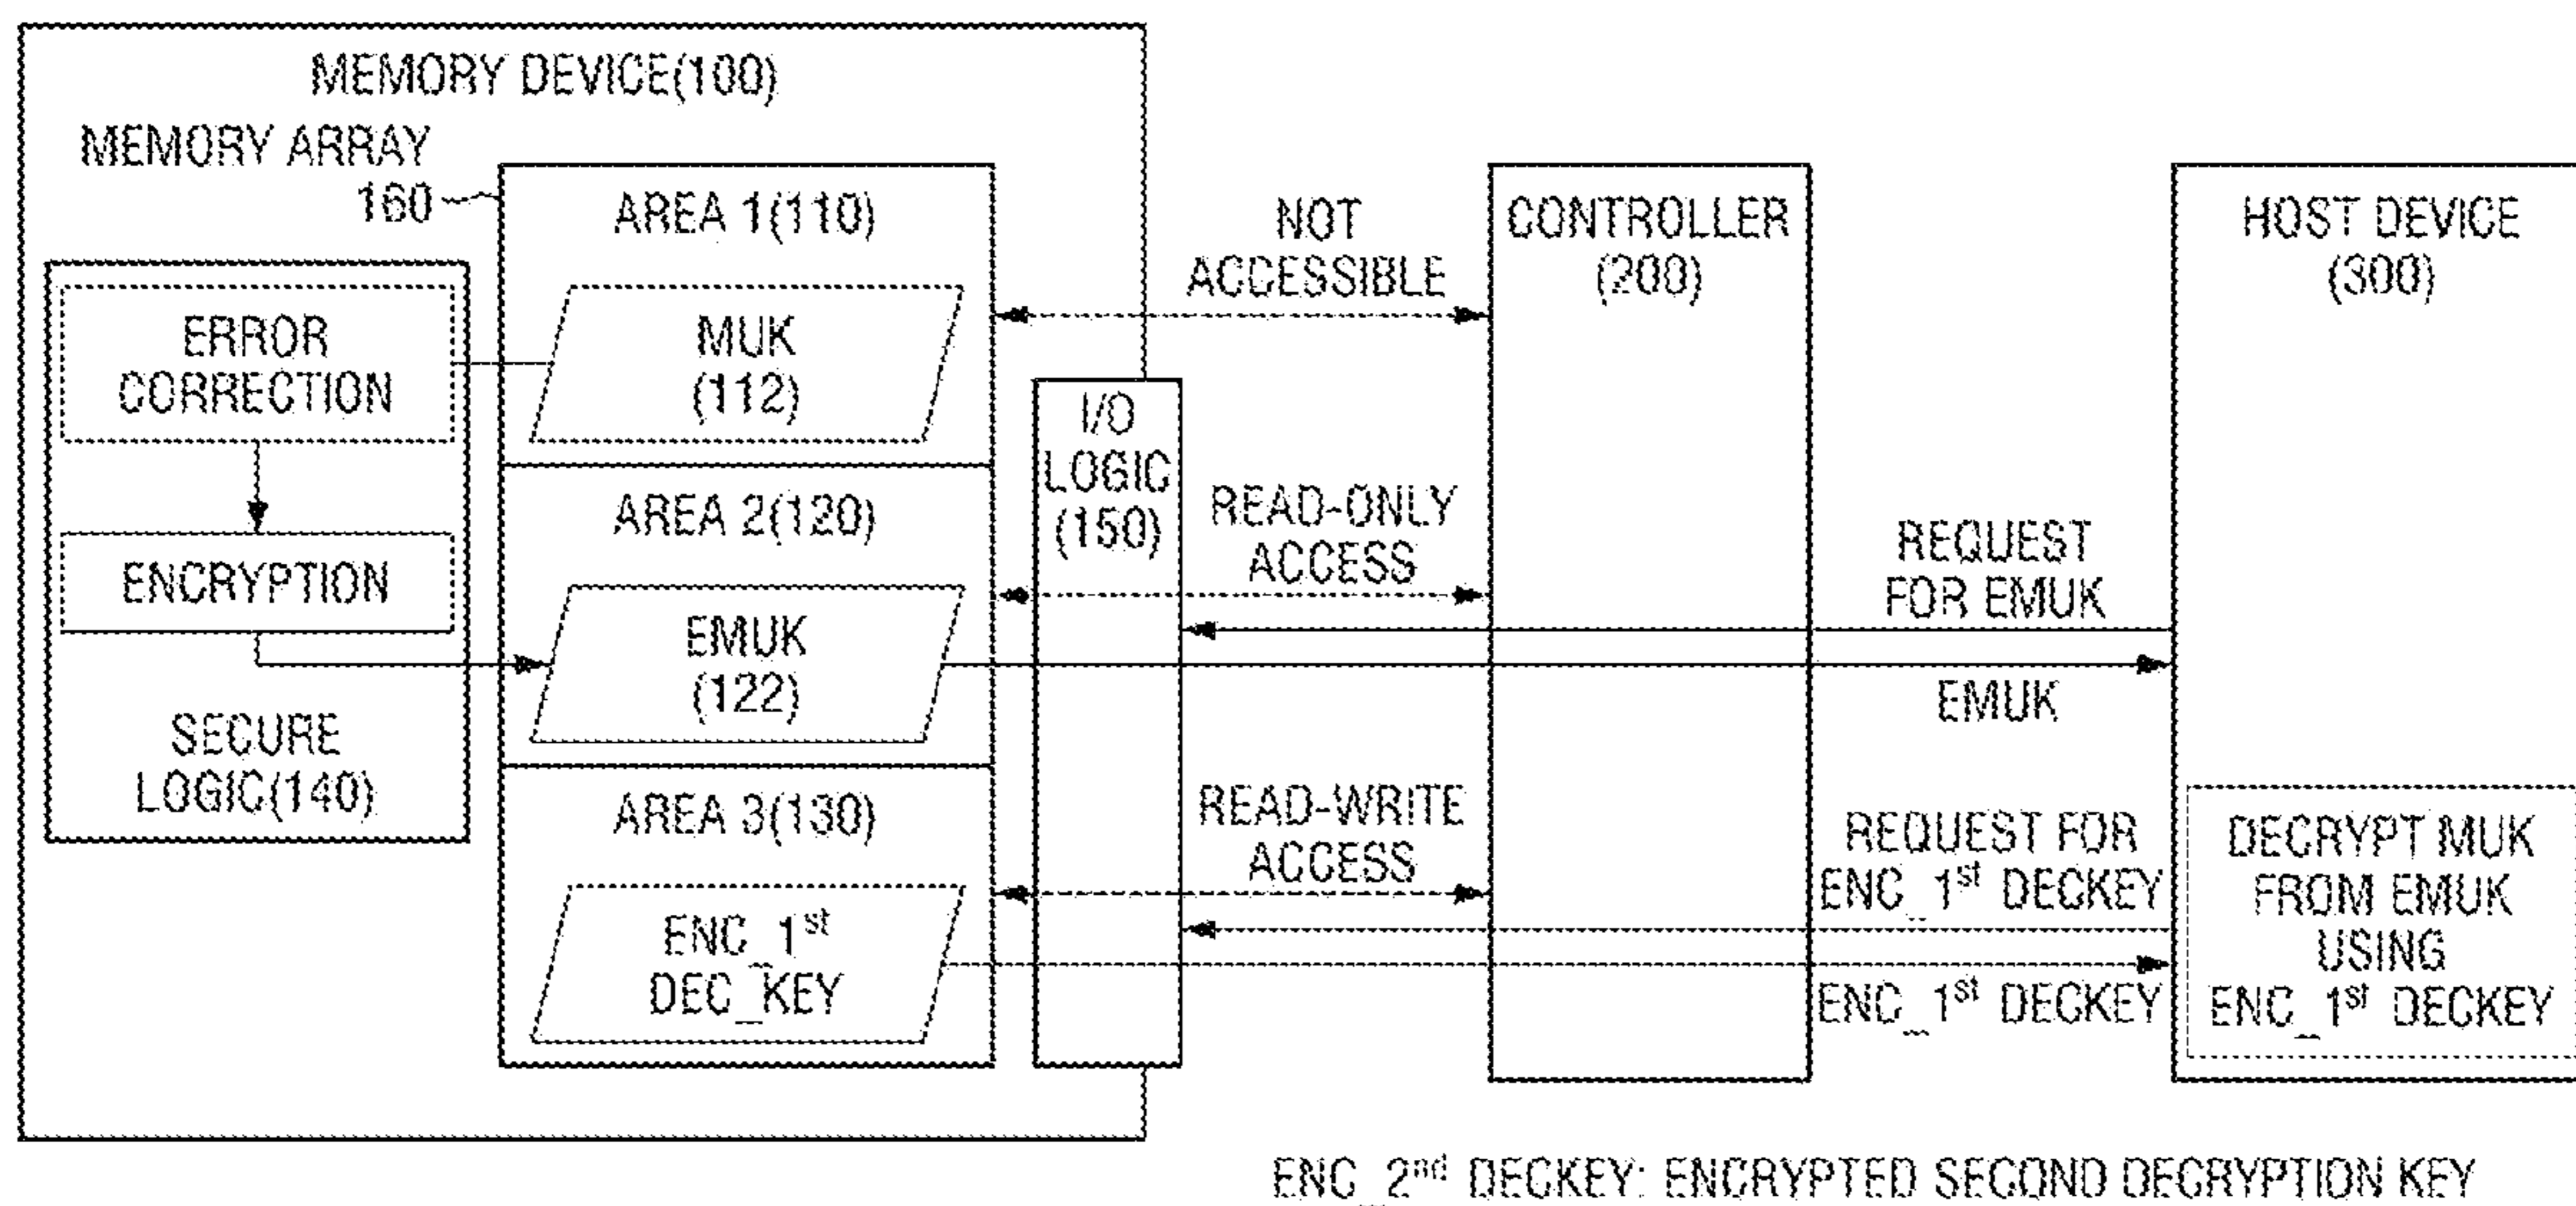 MEMORY DEVICE(100)
MEMORY ARRAY
160
AREA 1(110)
MUK
(112)
ERROR
CORRECTION
ENCRYPTION
SECURE
LOGIC(140)
AREA 2(120)
EMUK
(122)
AREA 3(130)
ENC_1st
DEC_KEY
I/O
LOGIC
(150)
NOT
ACCESSIBLE
READ-ONLY
ACCESS
READ-WRITE
ACCESS
CONTROLLER
(200)
REQUEST
FOR EMUK
EMUK
REQUEST FOR
ENC_1st DECKEY
ENC_1st DECKEY
HOST DEVICE
(300)
DECRYPT MUK
FROM EMUK
USING
ENC_1st DECKEY
ENC_2nd DECKEY: ENCRYPTED SECOND DECRYPTION KEY